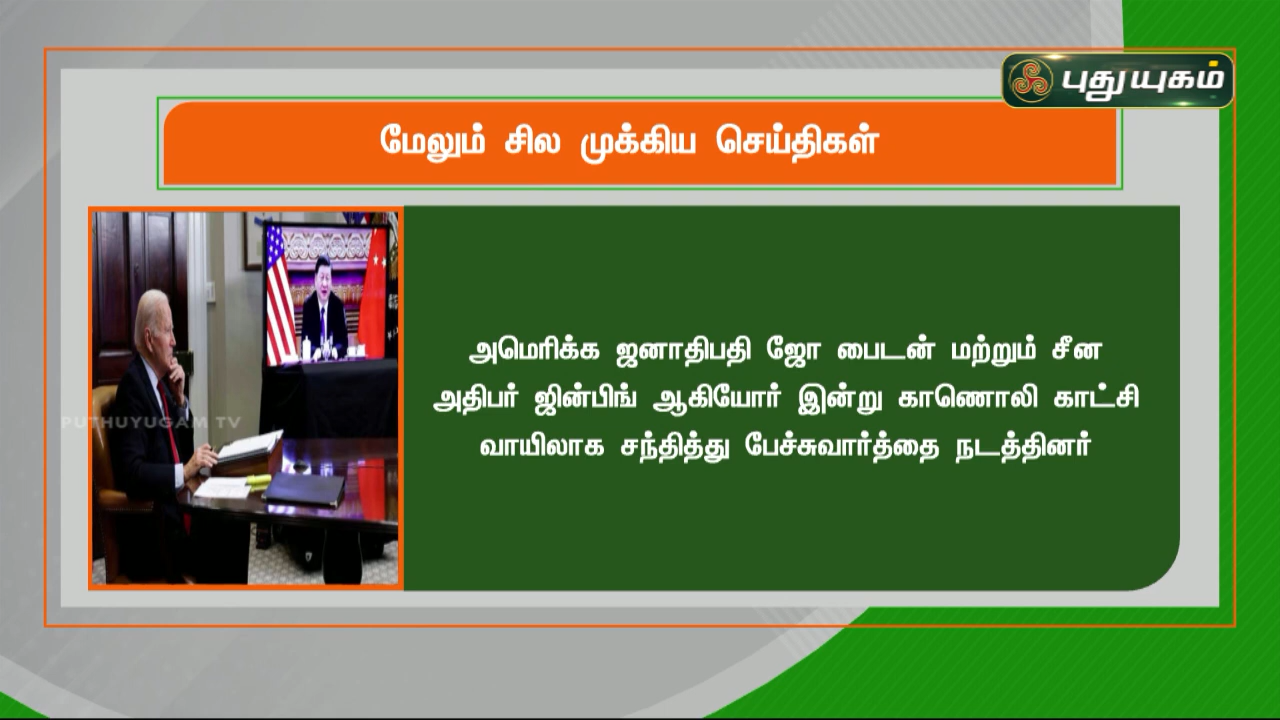 புதுயுகம்
மேலும் சில முக்கிய செய்திகள்
அமெரிக்க ஜனாதிபதி ஜோ பைடன் மற்றும் சீன
அதிபர் ஜின்பிங் ஆகியோர் இன்று காணொலி காட்சி
வாயிலாக சந்தித்து பேச்சுவார்த்தை நடத்தினர்
PUTHUYUGAM TV